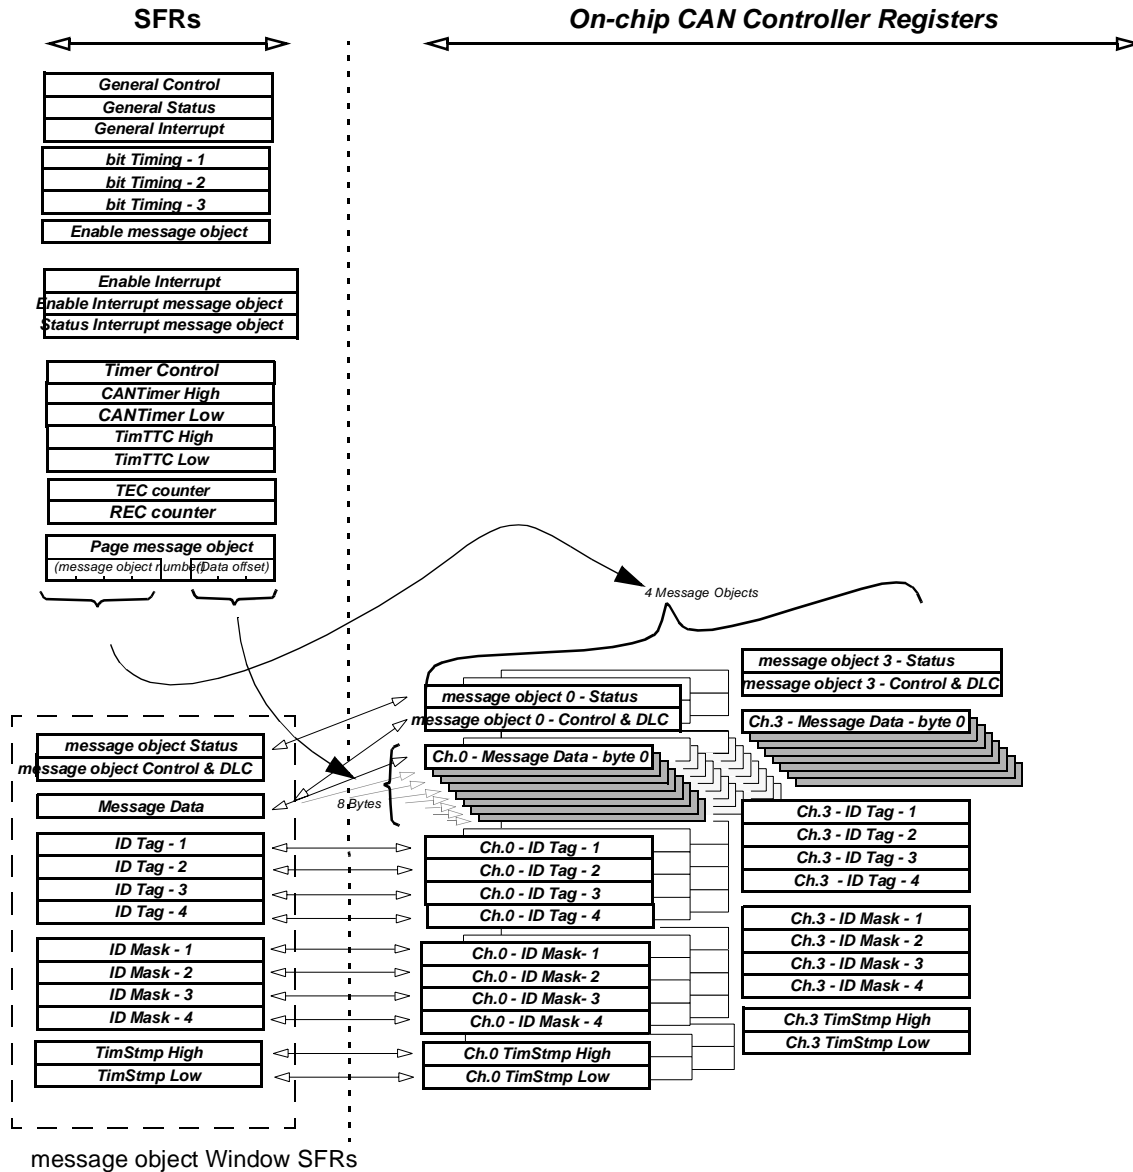 SFRs
On-chip CAN Controller Registers
General Control
General Status
General Interrupt
bit Timing - 1
bit Timing - 2
bit Timing - 3
Enable message object
Enable Interrupt
Enable Interrupt message object
Status Interrupt message object
Timer Control
CANTimer High
CANTimer Low
TimTTC High
TimTTC Low
TEC counter
REC counter
Page message object
(message object number)
(Data offset)
4 Message Objects
message object Status
message object Control & DLC
Message Data
ID Tag - 1
ID Tag - 2
ID Tag - 3
ID Tag - 4
ID Mask - 1
ID Mask - 2
ID Mask - 3
ID Mask - 4
TimStmp High
TimStmp Low
message object Window SFRs
8 Bytes
message object 0 - Status
message object 0 - Control & DLC
Ch.0 - Message Data - byte 0
Ch.0 - ID Tag - 1
Ch.0 - ID Tag - 2
Ch.0 - ID Tag - 3
Ch.0 - ID Tag - 4
Ch.0 - ID Mask- 1
Ch.0 - ID Mask- 2
Ch.0 - ID Mask- 3
Ch.0 - ID Mask - 4
Ch.0 TimStmp High
Ch.0 TimStmp Low
message object 3 - Status
message object 3 - Control & DLC
Ch.3 - Message Data - byte 0
Ch.3 - ID Tag - 1
Ch.3 - ID Tag - 2
Ch.3 - ID Tag - 3
Ch.3 - ID Tag - 4
Ch.3 - ID Mask - 1
Ch.3 - ID Mask - 2
Ch.3 - ID Mask - 3
Ch.3 - ID Mask - 4
Ch.3 TimStmp High
Ch.3 TimStmp Low